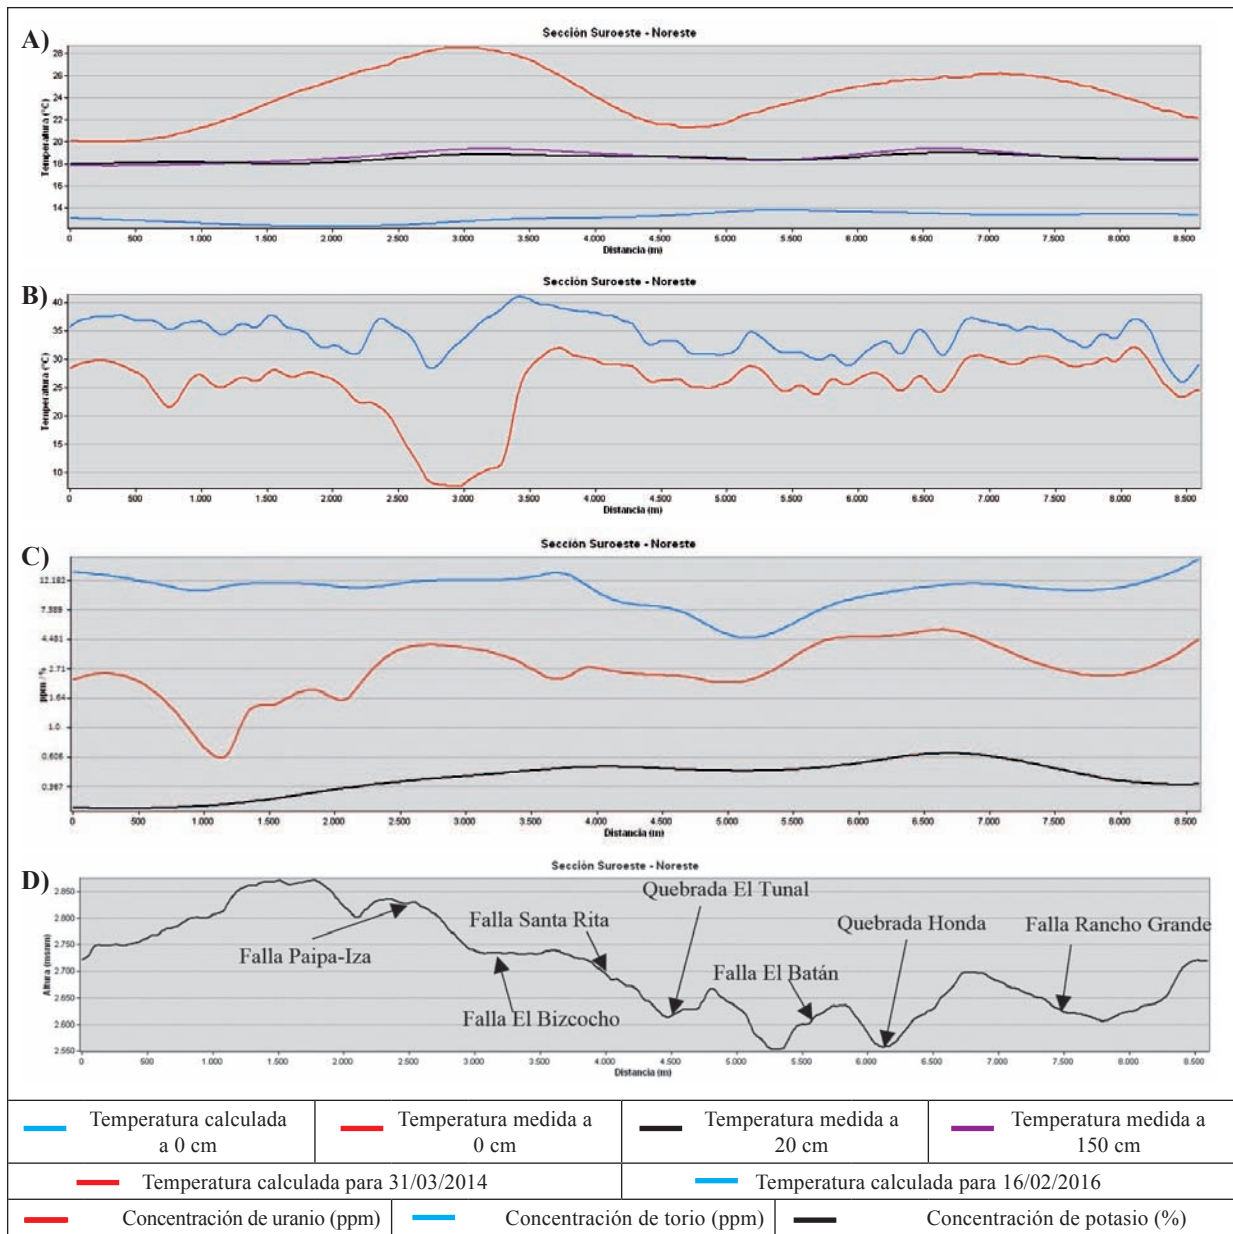 A)
Sección Suroeste - Noreste
Temperatura (°C)
28
26
24
22
20
18
16
14
0 500 1.000 1.500 2.000 2.500 3.000 3.500 4.000 4.500 5.000 5.500 6.000 6.500 7.000 7.500 8.000 8.500
Distancia (m)
B)
Sección Suroeste - Noreste
Temperatura (°C)
40
35
30
25
20
15
10
0 500 1.000 1.500 2.000 2.500 3.000 3.500 4.000 4.500 5.000 5.500 6.000 6.500 7.000 7.500 8.000 8.500
Distancia (m)
C)
Sección Suroeste - Noreste
ppm / %
12.182
7.389
4.481
2.71
1.64
1.0
0.606
0.367
0 500 1.000 1.500 2.000 2.500 3.000 3.500 4.000 4.500 5.000 5.500 6.000 6.500 7.000 7.500 8.000 8.500
Distancia (m)
D)
Sección Suroeste - Noreste
Altura (msnm)
2.850
2.800
2.750
2.700
2.650
2.600
2.550
Quebrada El Tunal
Falla Santa Rita
Quebrada Honda
Falla Rancho Grande
Falla Paipa-Iza
Falla El Batán
Falla El Bizcocho
0 500 1.000 1.500 2.000 2.500 3.000 3.500 4.000 4.500 5.000 5.500 6.000 6.500 7.000 7.500 8.000 8.500
Distancia (m)
Temperatura calculada
a 0 cm
Temperatura medida a
0 cm
Temperatura medida a
20 cm
Temperatura medida a
150 cm
Temperatura calculada para 31/03/2014
Temperatura calculada para 16/02/2016
Concentración de uranio (ppm)
Concentración de torio (ppm)
Concentración de potasio (%)